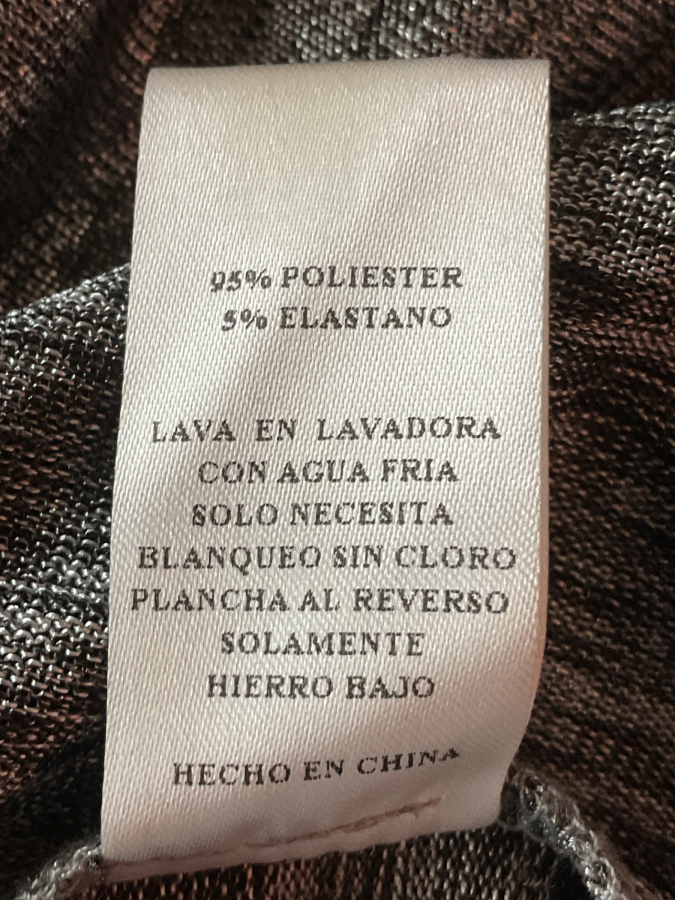 95% POLIESTER
5% ELASTANO
LAVA EN LAVADORA
CON AGUA FRIA
SOLO NECESITA
BLANQUEO SIN CLORO
PLANCHA AL REVERSO
SOLAMENTE
HIERRO BAJO
HECHO EN CHINA